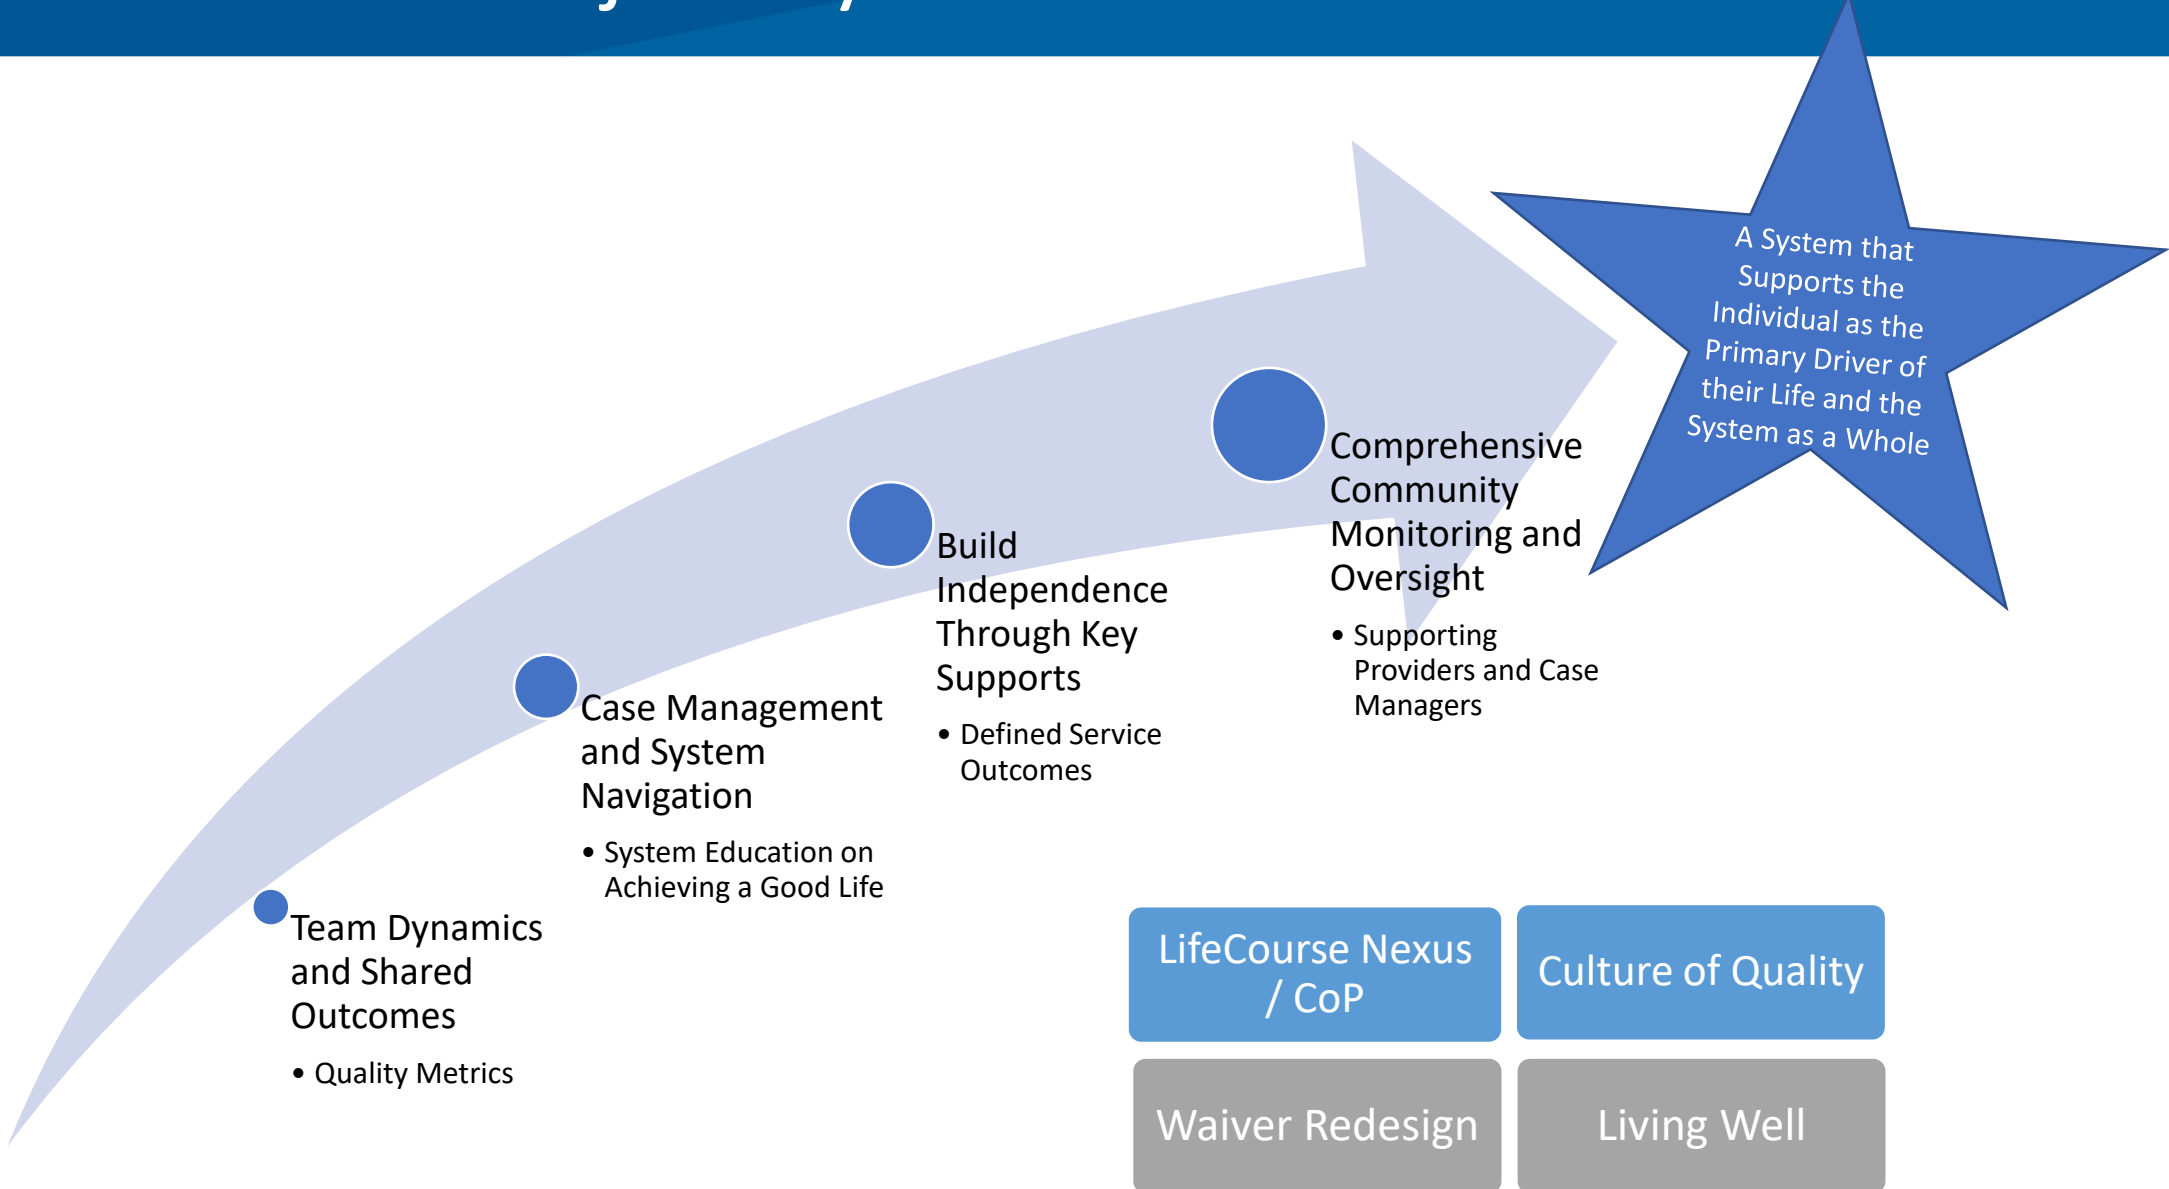 A System that
Supports the
Individual as the
Primary Driver of
their Life and the
System as a Whole
Comprehensive
Community
Monitoring and
Oversight
• Supporting
Providers and Case
Managers
Build
Independence
Through Key
Supports
• Defined Service
Outcomes
Case Management
and System
Navigation
• System Education on
Achieving a Good Life
Team Dynamics
and Shared
Outcomes
• Quality Metrics
LifeCourse Nexus
/ CoP
Culture of Quality
Waiver Redesign
Living Well